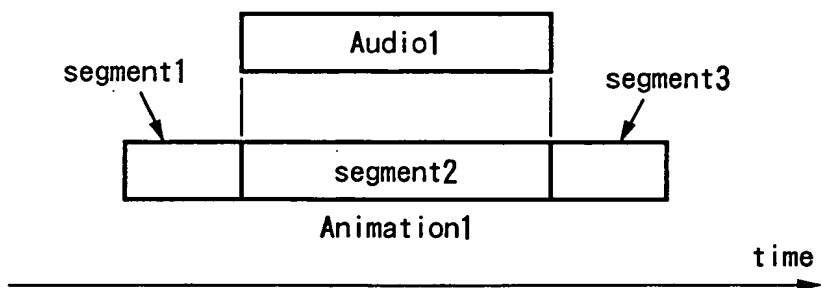 Audio1
segment1
segment3
segment2
Animation1
time